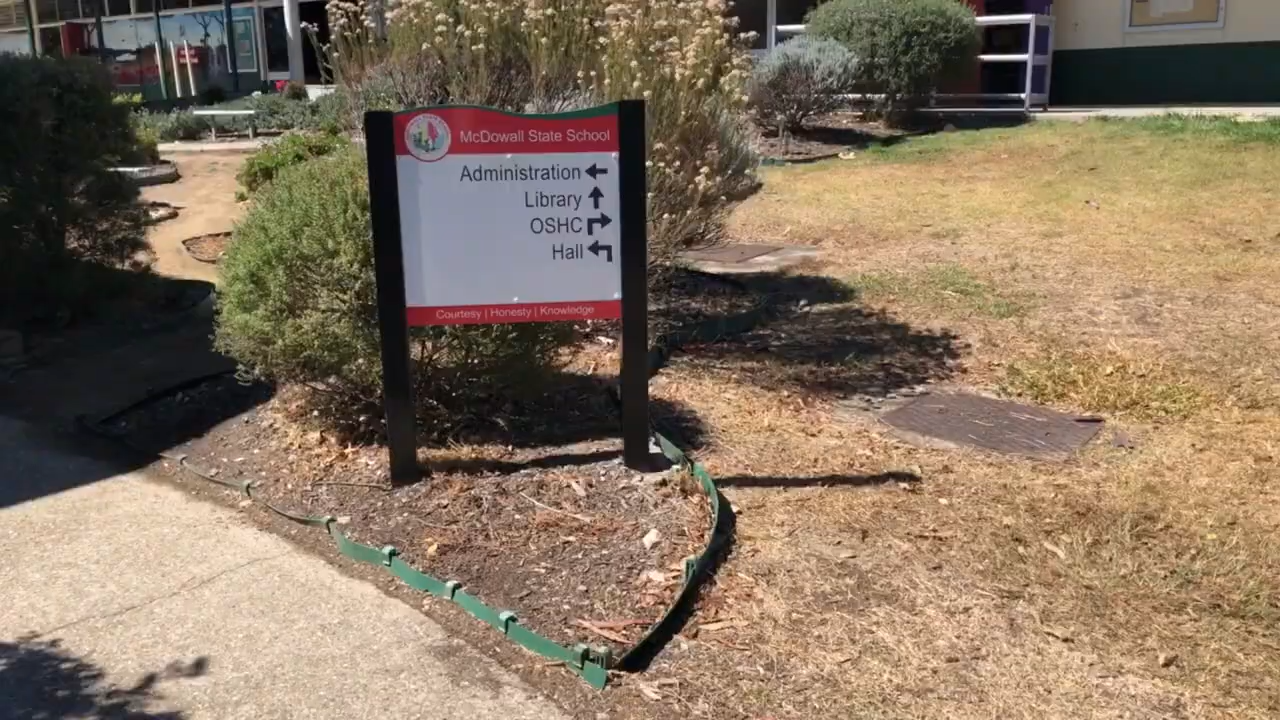 McDowall State School
Administration ←
Library ↑
OSHC ↱
Hall ↰
Courtesy | Honesty | Knowledge